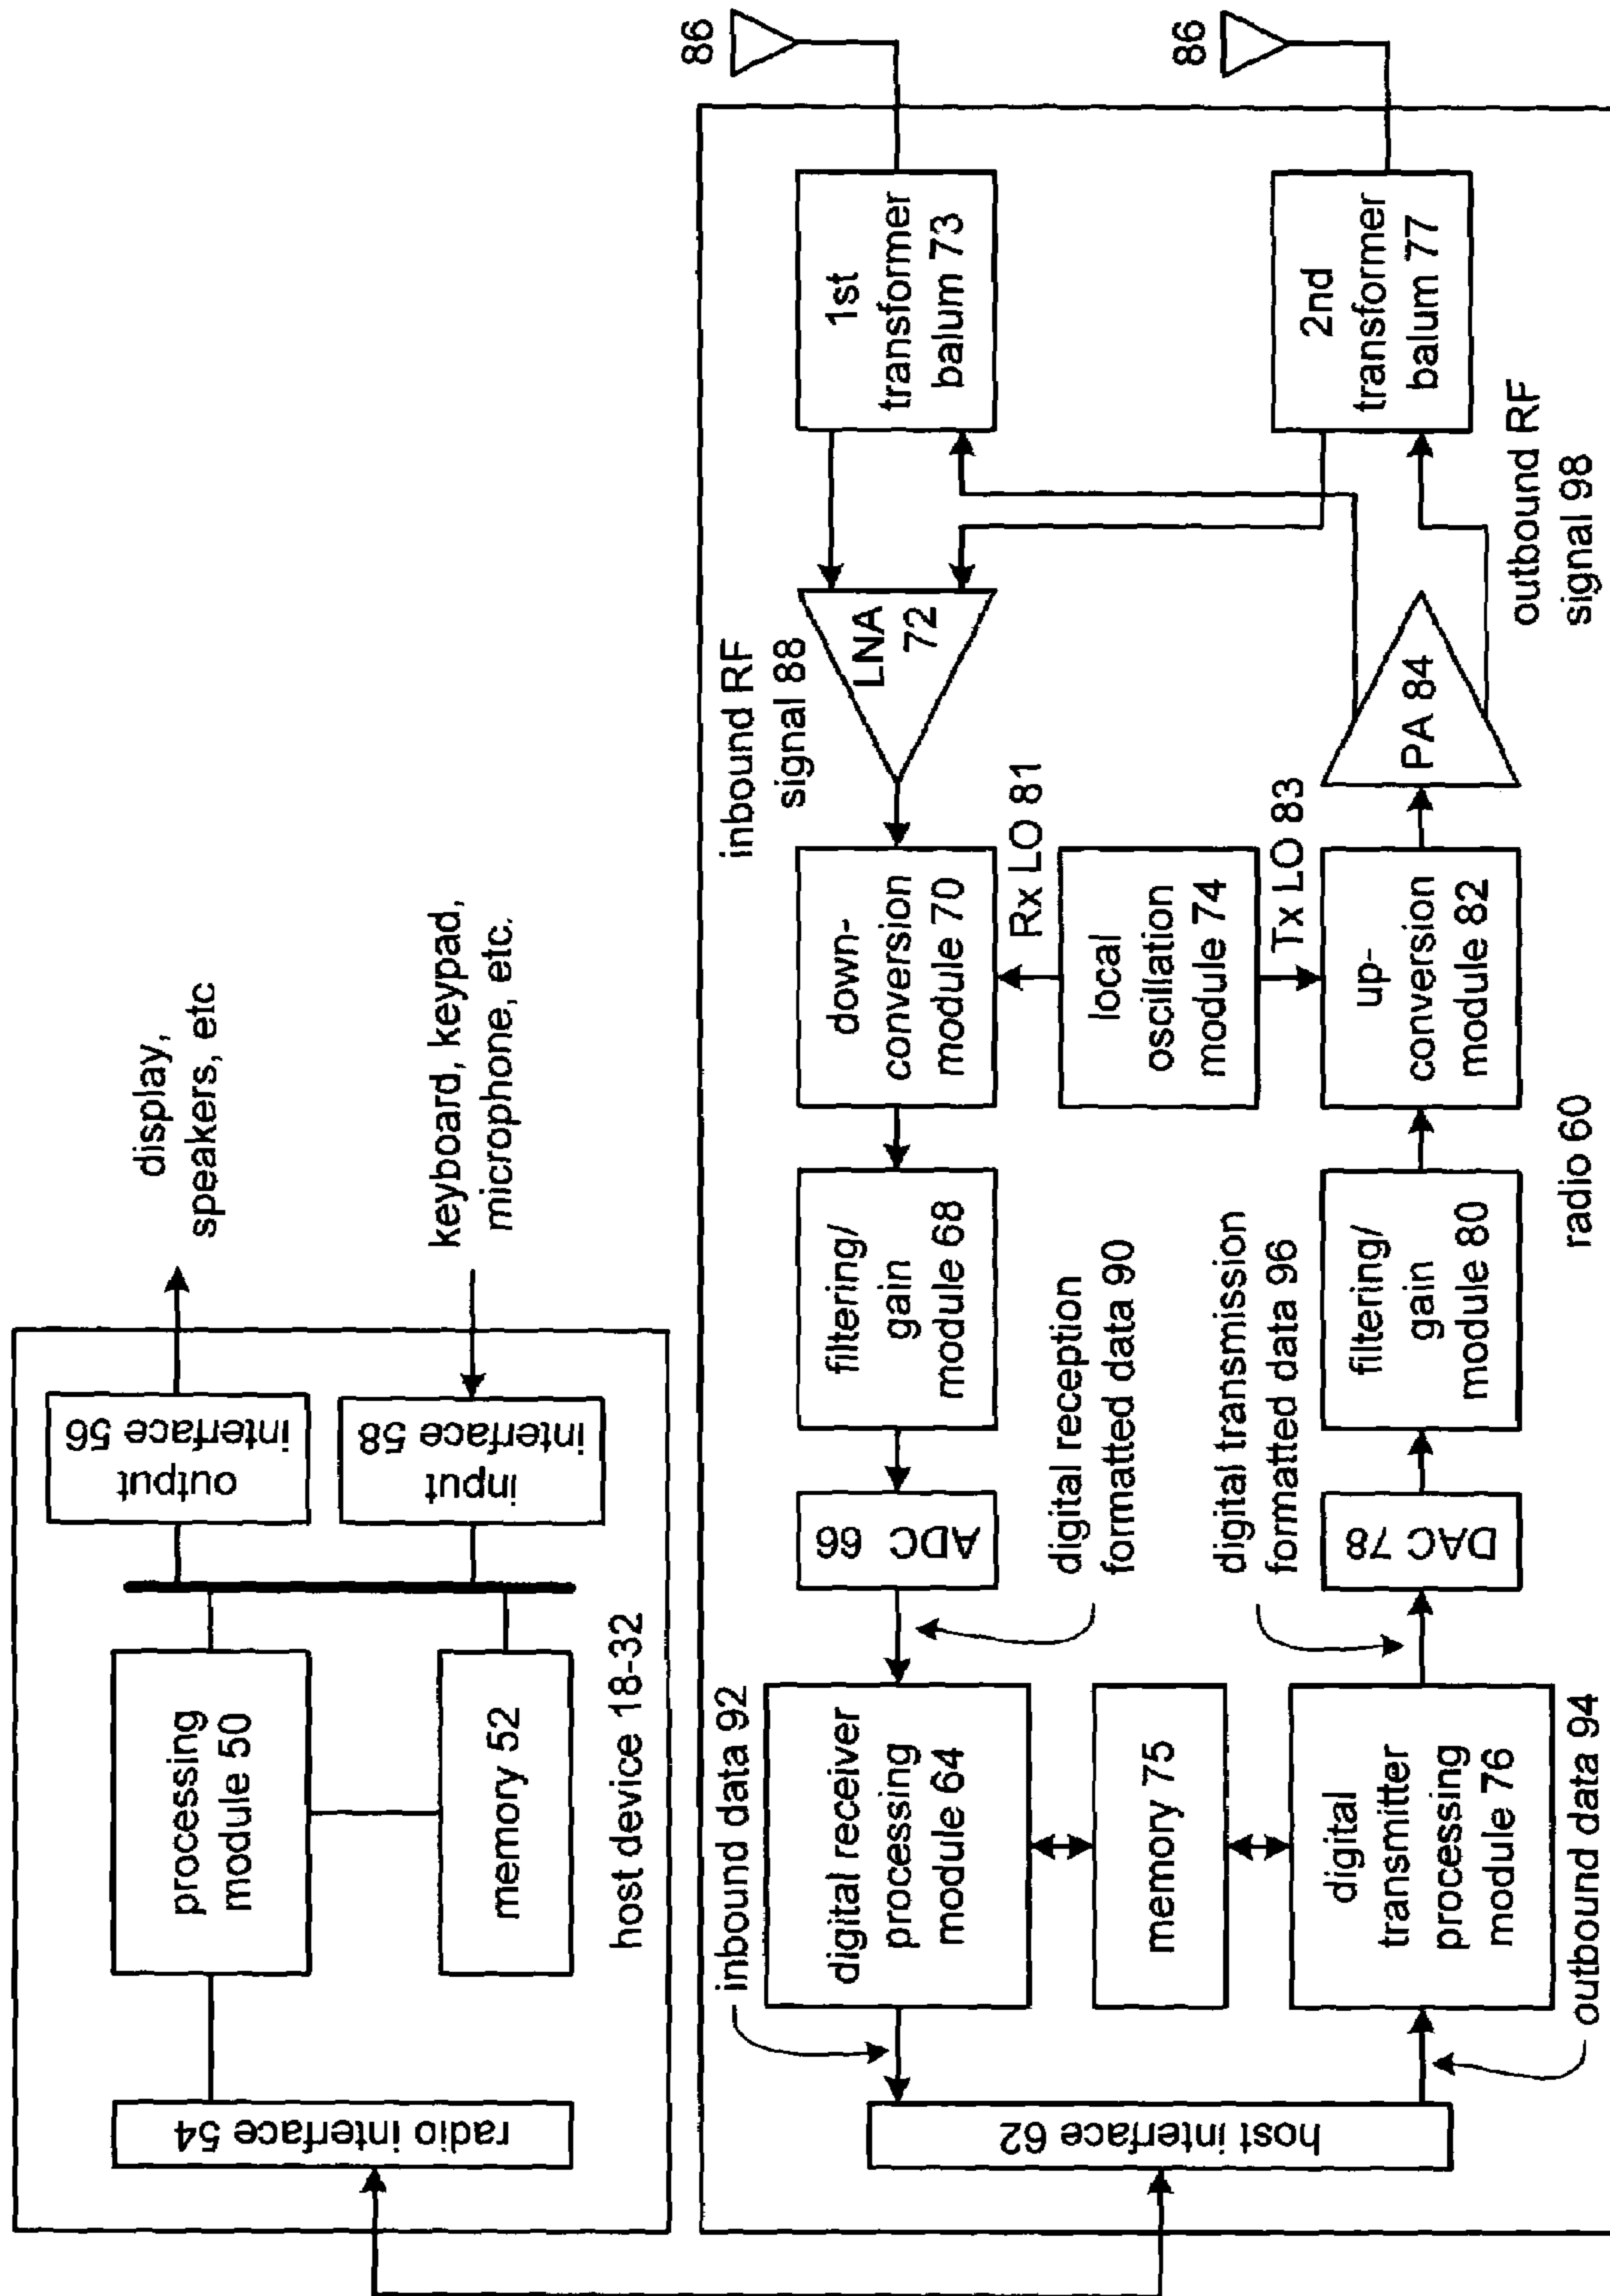 radio interface 54
processing
module 50
memory 52
output
interface 56
input
interface 58
display,
speakers, etc
keyboard, keypad,
microphone, etc.
host device 18-32
host interface 62
inbound data 92
digital receiver
processing
module 64
memory 75
digital
transmitter
processing
module 76
outbound data 94
ADC 66
digital reception
formatted data 90
digital transmission
formatted data 96
DAC 78
filtering/
gain
module 68
filtering/
gain
module 80
down-
conversion
module 70
Rx LO 81
local
oscillation
module 74
Tx LO 83
up-
conversion
module 82
inbound RF
signal 88
LNA
72
PA 84
outbound RF
signal 98
1st
transformer
balum 73
2nd
transformer
balum 77
86
86
radio 60